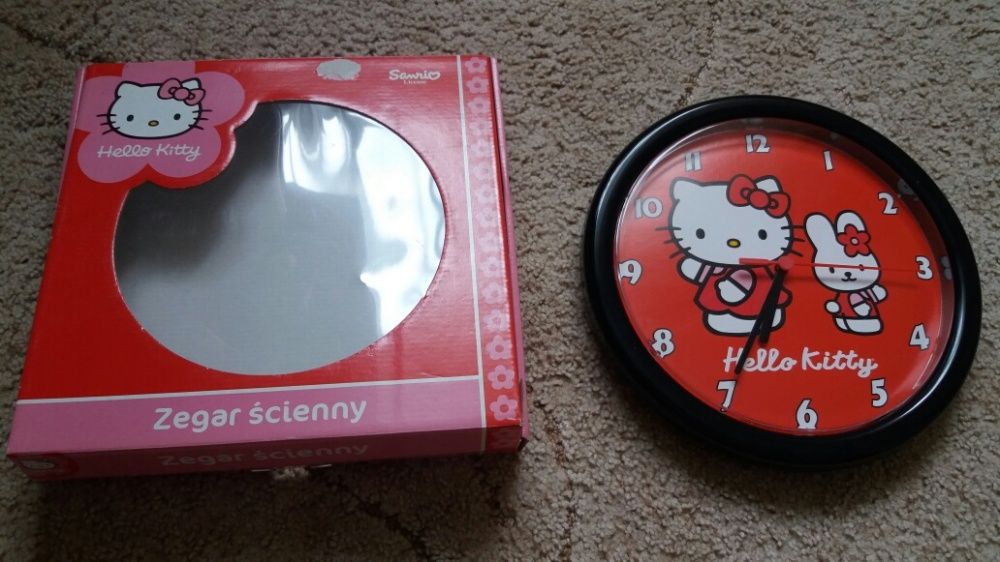 Hello Kitty
Sanrio
License
Zegar ścienny
Zegar ścienny
11 12 1
10 2
9 3
8 4
7 6 5
Hello Kitty